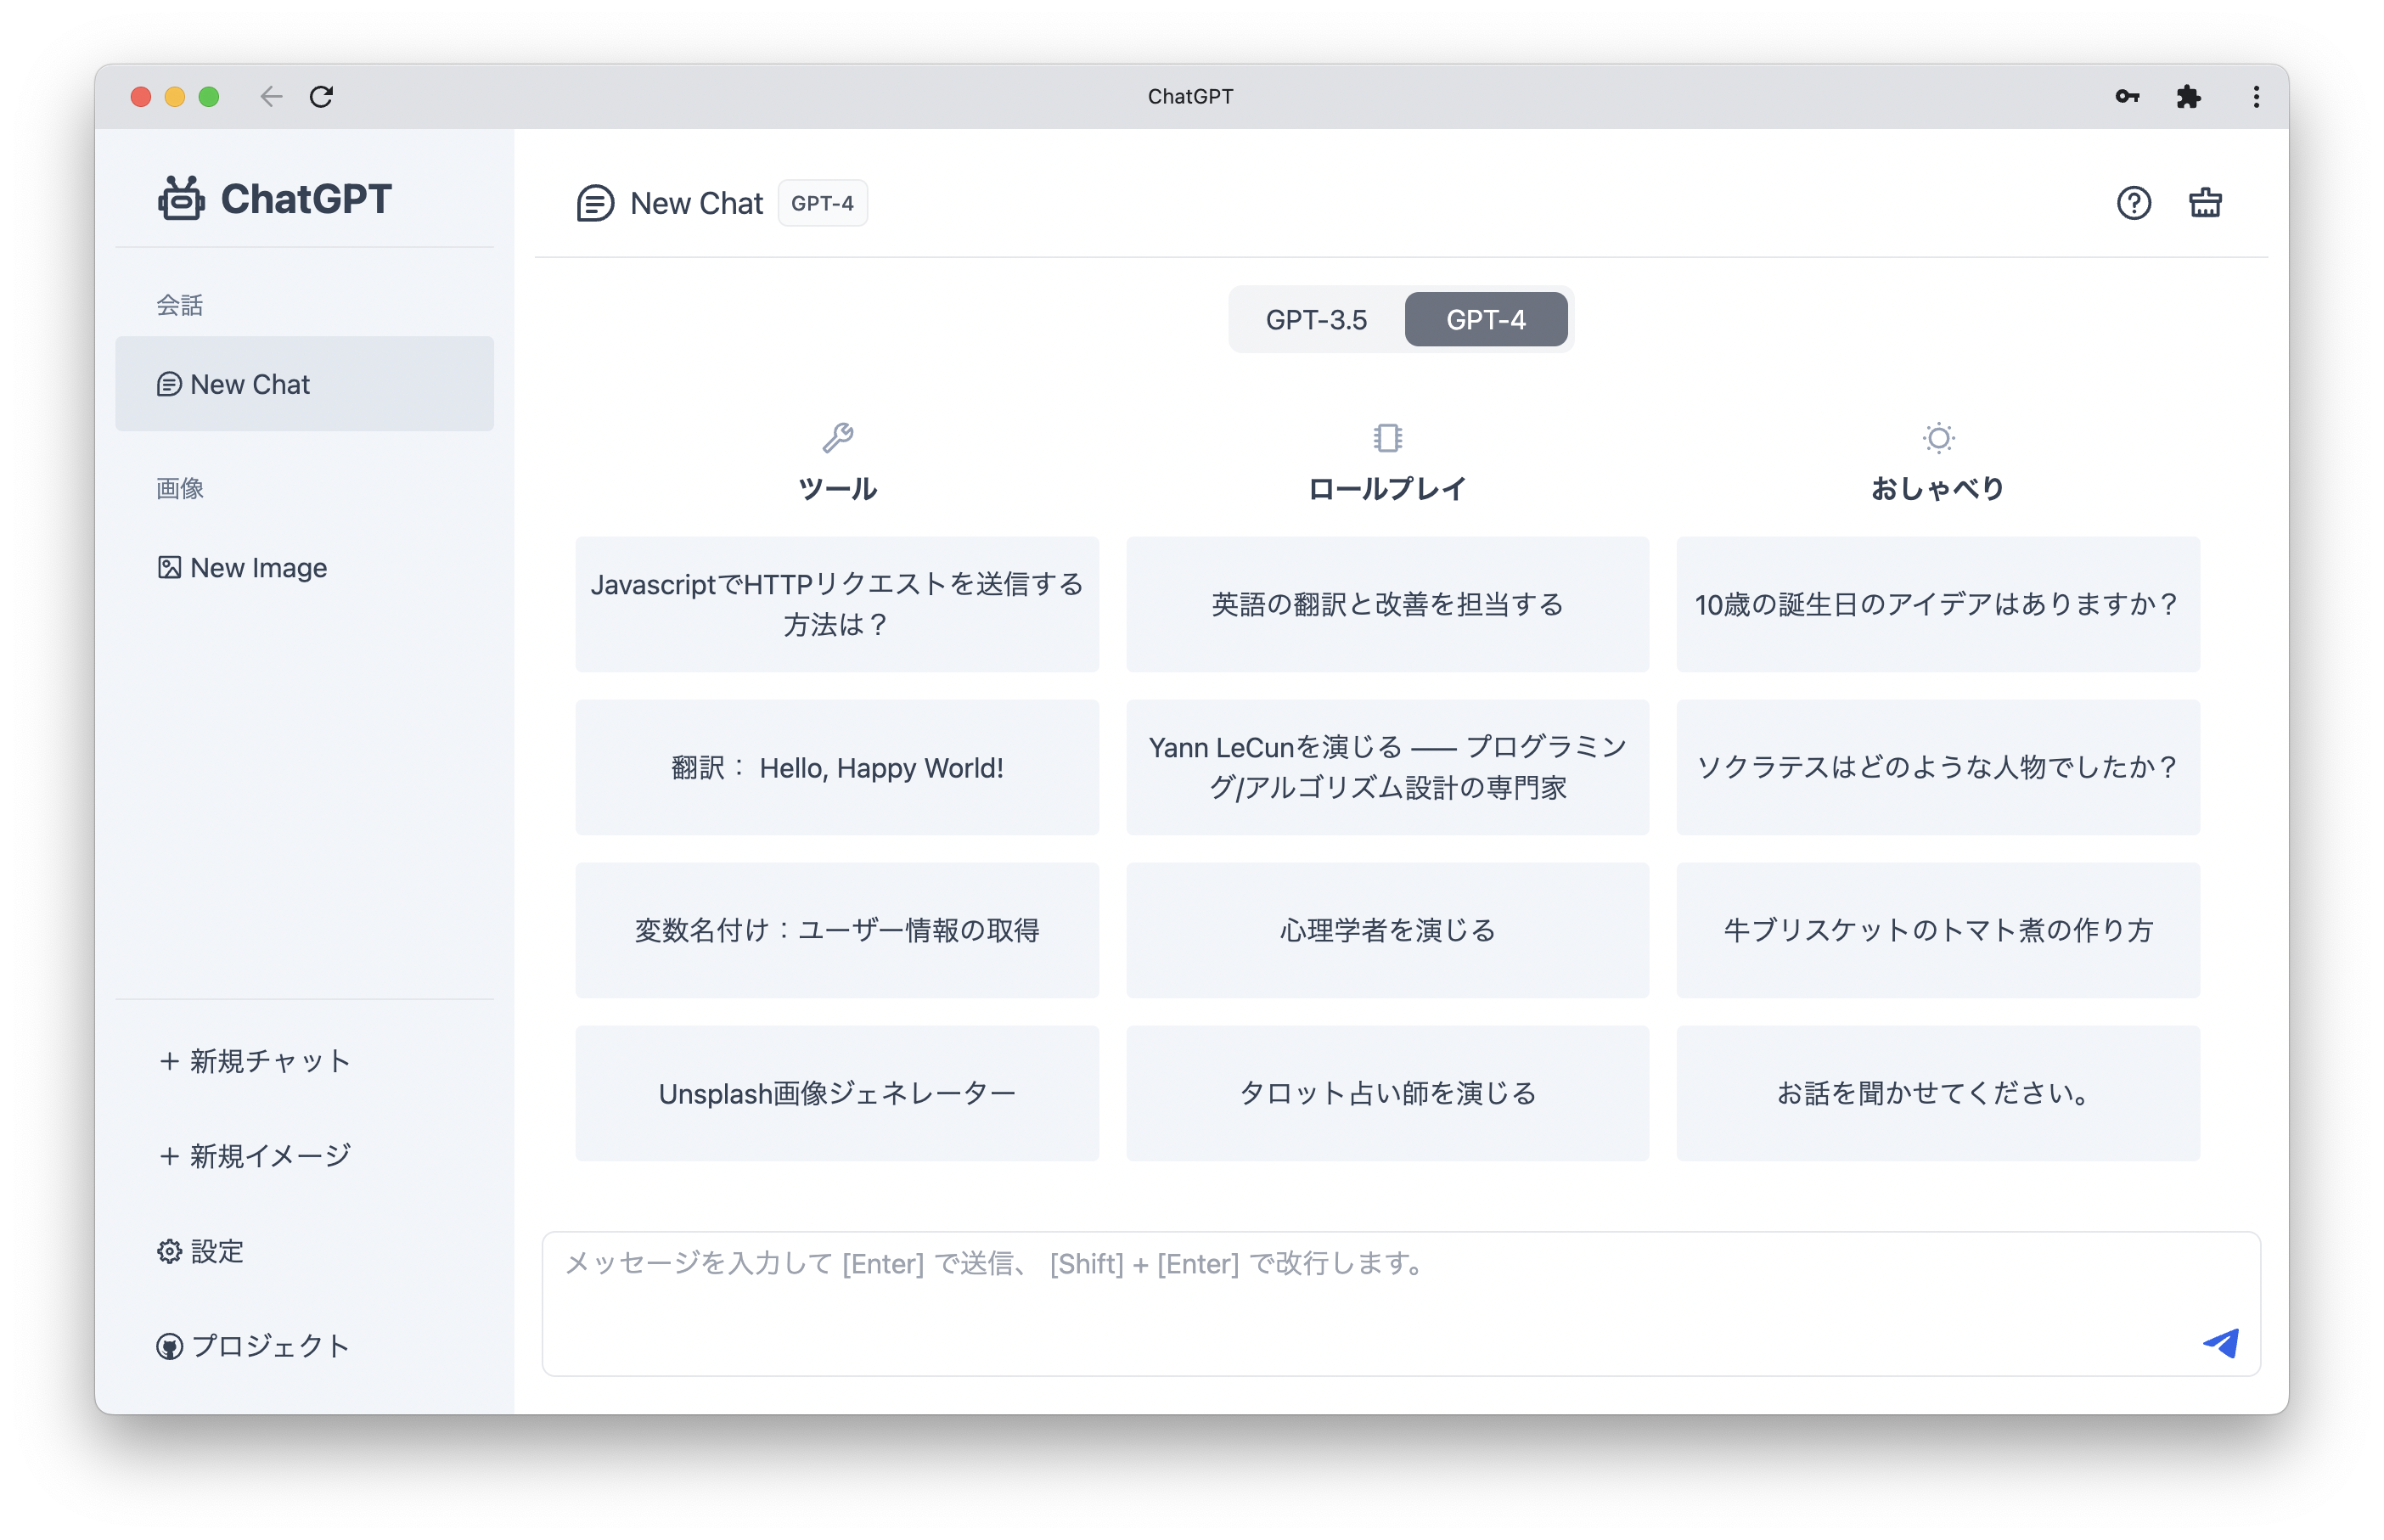 ChatGPT
ChatGPT
会話
New Chat
画像
New Image
+ 新規チャット
+ 新規イメージ
設定
プロジェクト
New Chat GPT-4
GPT-3.5 GPT-4
ツール
JavascriptでHTTPリクエストを送信する
方法は？
翻訳： Hello, Happy World!
変数名付け：ユーザー情報の取得
Unsplash画像ジェネレーター
ロールプレイ
英語の翻訳と改善を担当する
Yann LeCunを演じる —— プログラミン
グ/アルゴリズム設計の専門家
心理学者を演じる
タロット占い師を演じる
おしゃべり
10歳の誕生日のアイデアはありますか？
ソクラテスはどのような人物でしたか？
牛ブリスケットのトマト煮の作り方
お話を聞かせてください。
メッセージを入力して [Enter] で送信、 [Shift] + [Enter] で改行します。